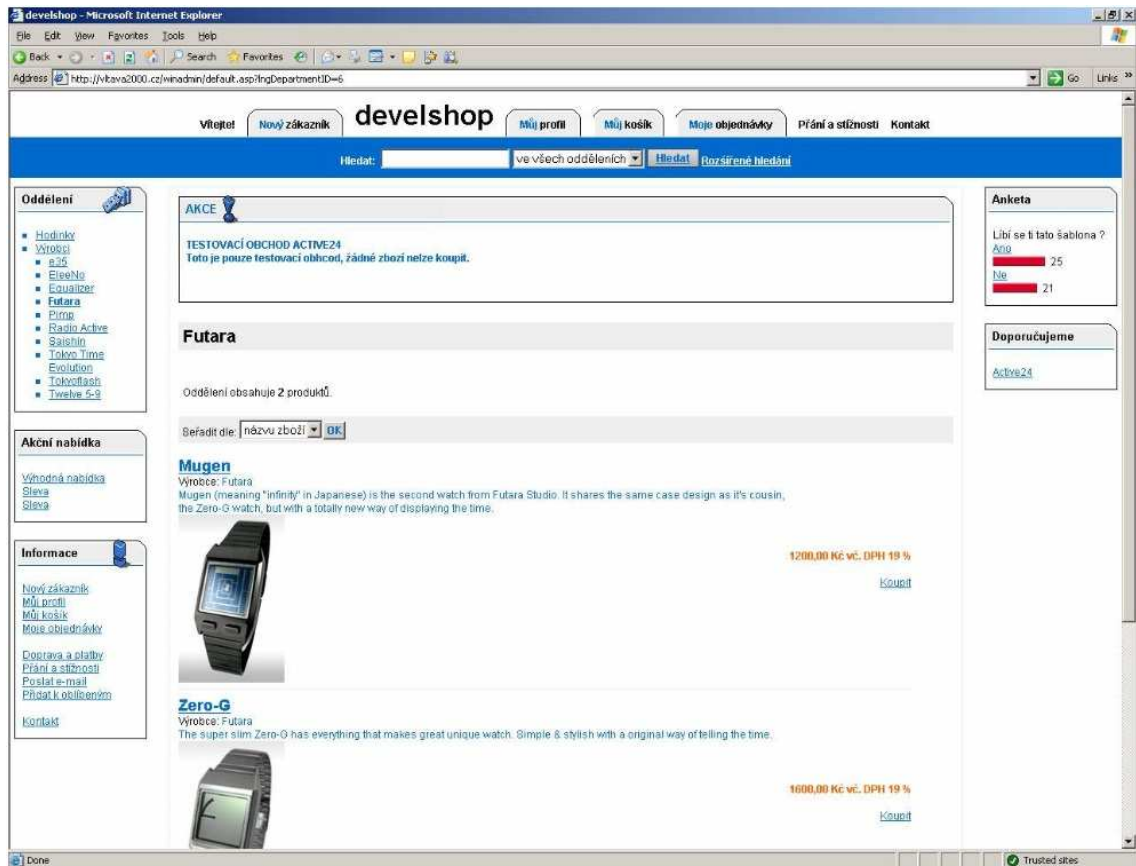 develshop - Microsoft Internet Explorer
File Edit View Favorites Tools Help
Back Search Favorites
Address http://vltava2000.cz/winadmin/default.asp?lngDepartmentID=6 Go Links »
Vítejte! Nový zákazník develshop Můj profil Můj košík Moje objednávky Přání a stížnosti Kontakt
Hledat: ve všech odděleních Hledat Rozšířené hledání
Oddělení
Hodinky
Výrobci
e35
EleeNo
Equalizer
Futara
Pimp
Radio Active
Saishin
Tokyo Time
Evolution
Tokyoflash
Twelve 5-9
Akční nabídka
Výhodná nabídka
Sleva
Sleva
Informace
Nový zákazník
Můj profil
Můj košík
Moje objednávky
Doprava a platby
Přání a stížnosti
Poslat e-mail
Přidat k oblíbeným
Kontakt
AKCE
TESTOVACÍ OBCHOD ACTIVE24
Toto je pouze testovací obhcod, žádné zboží nelze koupit.
Futara
Oddělení obsahuje 2 produktů.
Seřadit dle: názvu zboží OK
Mugen
Výrobce: Futara
Mugen (meaning "infinity" in Japanese) is the second watch from Futara Studio. It shares the same case design as it's cousin,
the Zero-G watch, but with a totally new way of displaying the time.
1200,00 Kč vč. DPH 19 %
Koupit
Zero-G
Výrobce: Futara
The super slim Zero-G has everything that makes great unique watch. Simple & stylish with a original way of telling the time.
1600,00 Kč vč. DPH 19 %
Koupit
Anketa
Líbí se ti tato šablona ?
Ano
25
Ne
21
Doporučujeme
Active24
Done Trusted sites